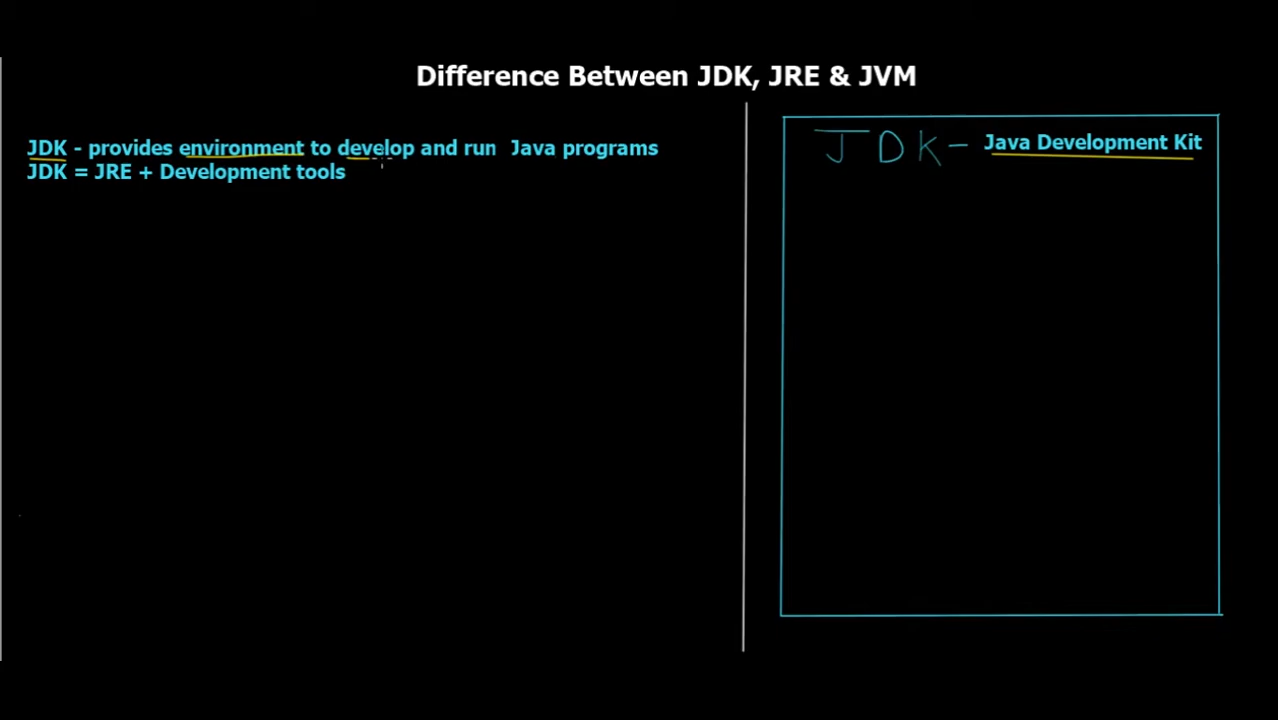 Difference Between JDK, JRE & JVM
JDK - provides environment to develop and run Java programs
JDK = JRE + Development tools
JDK - Java Development Kit